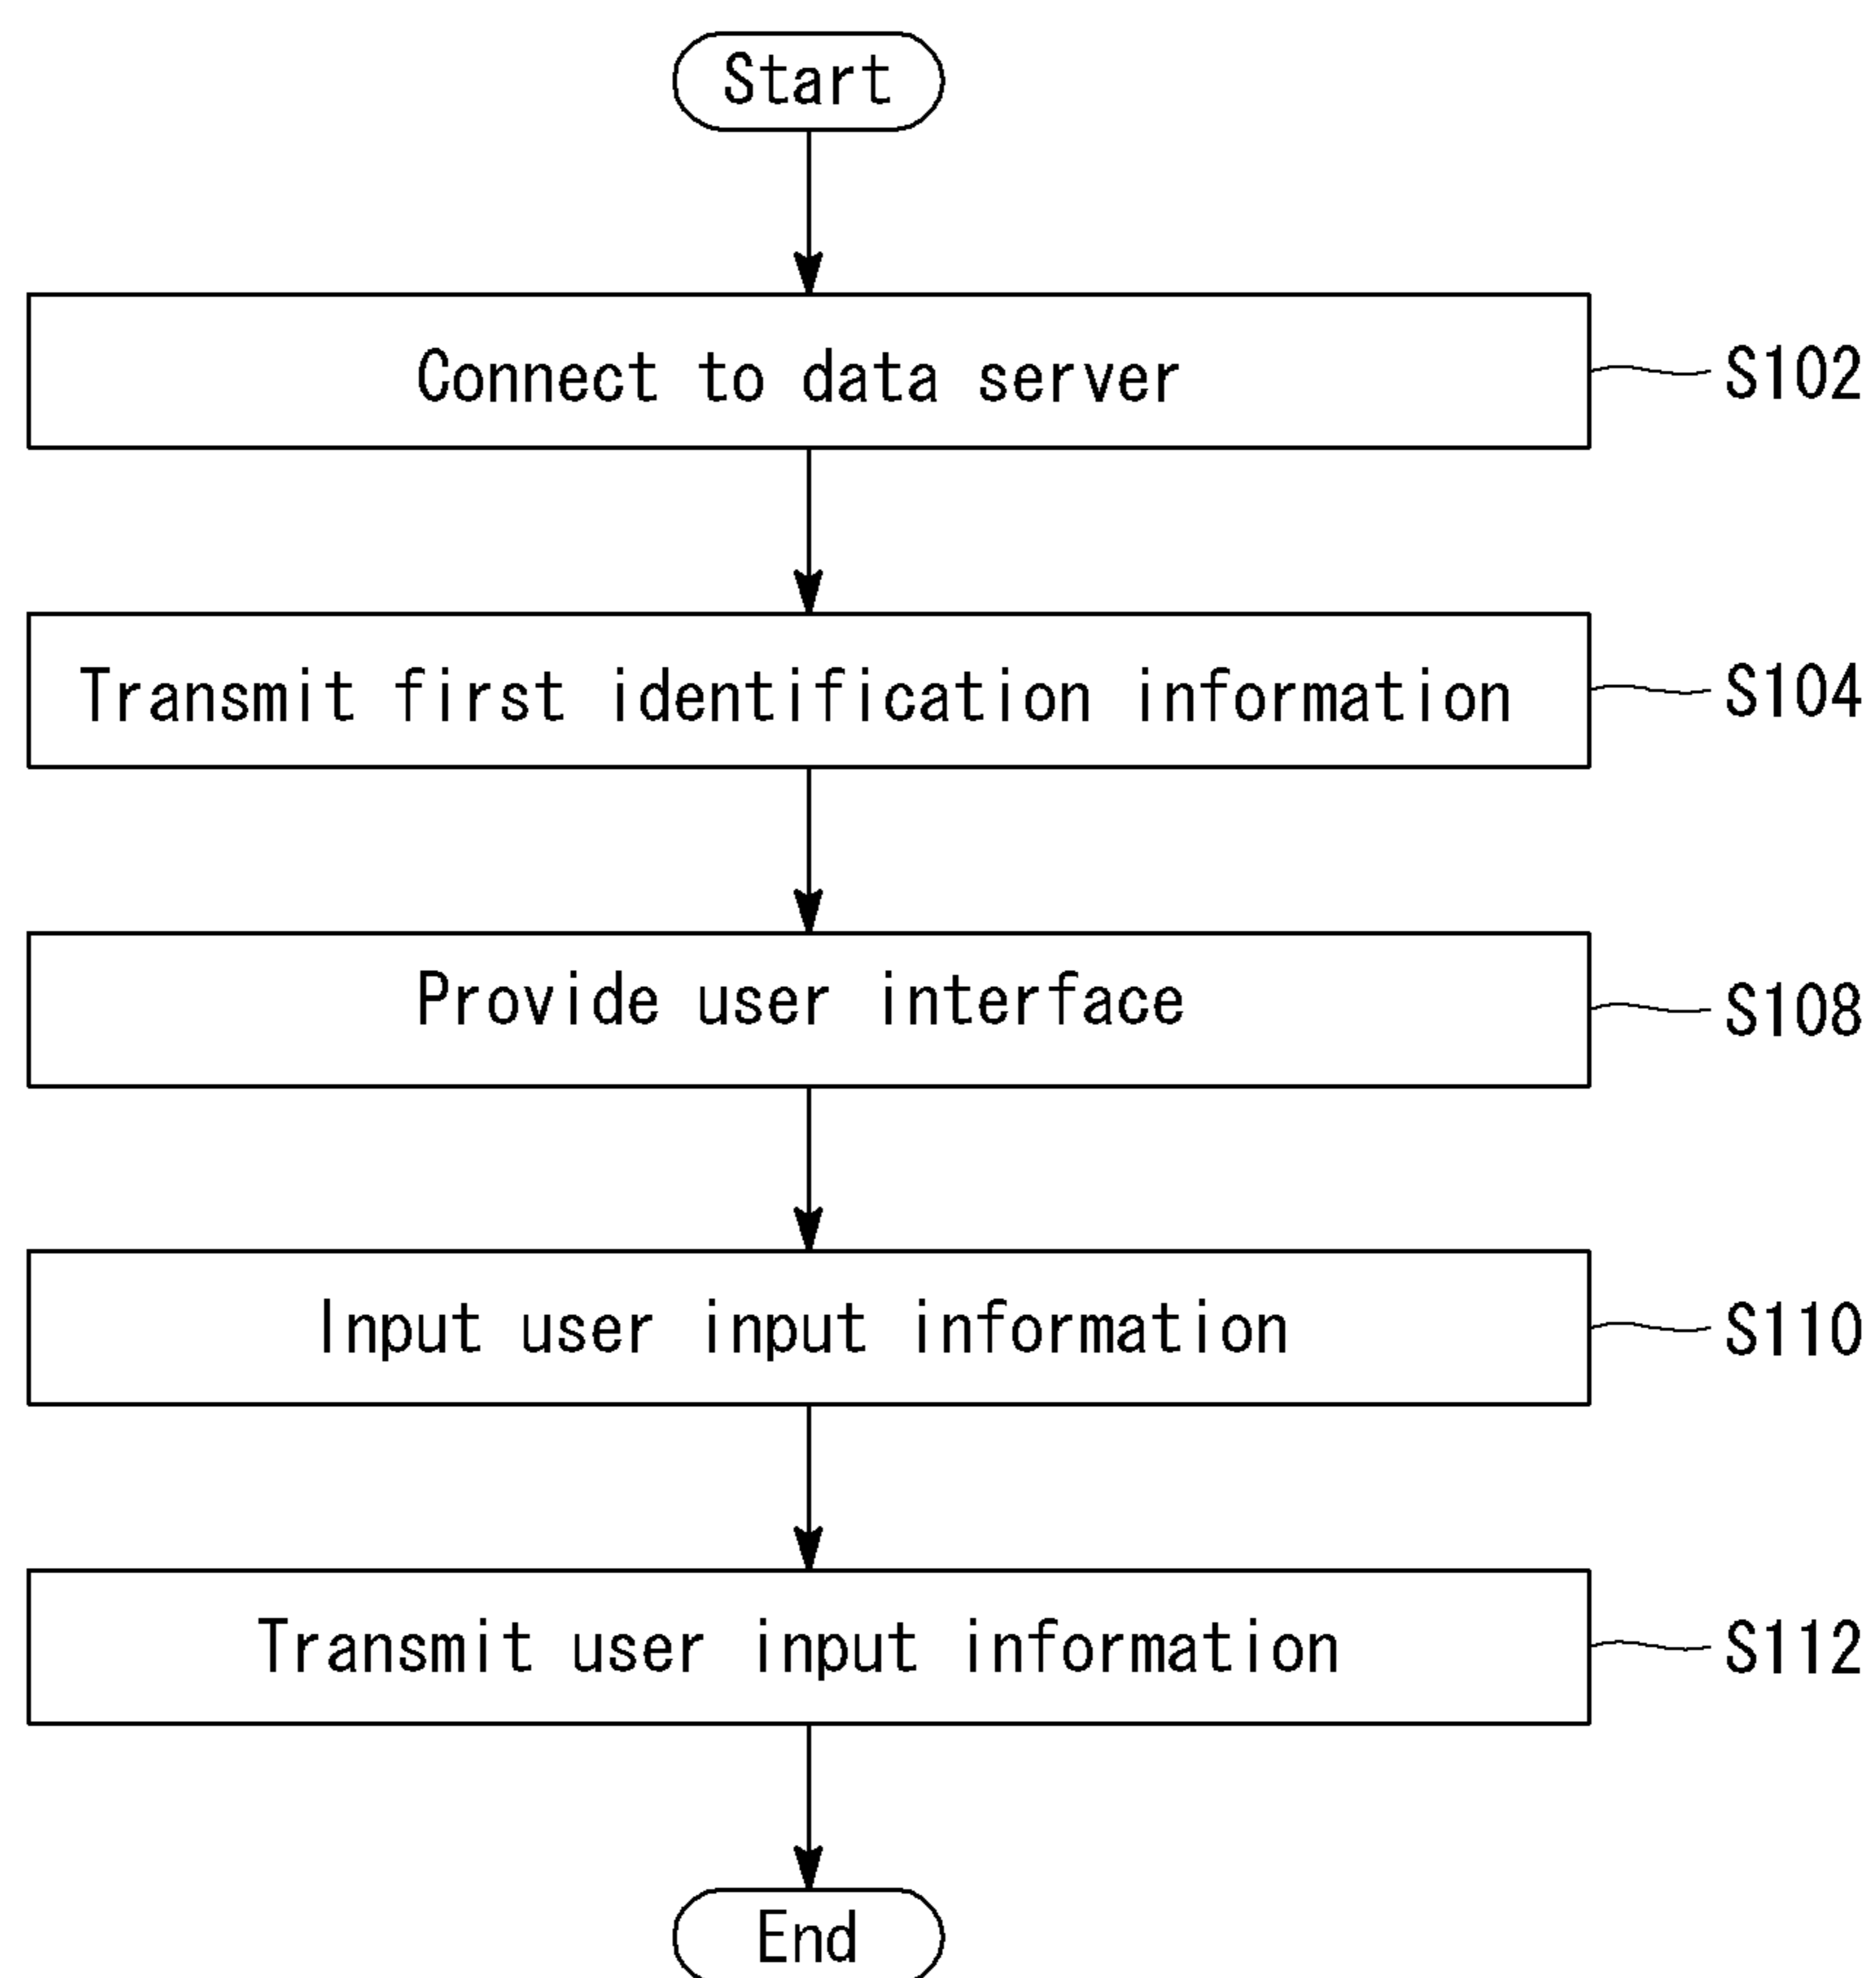 Start
Connect to data server
S102
Transmit first identification information
S104
Provide user interface
S108
Input user input information
S110
Transmit user input information
S112
End